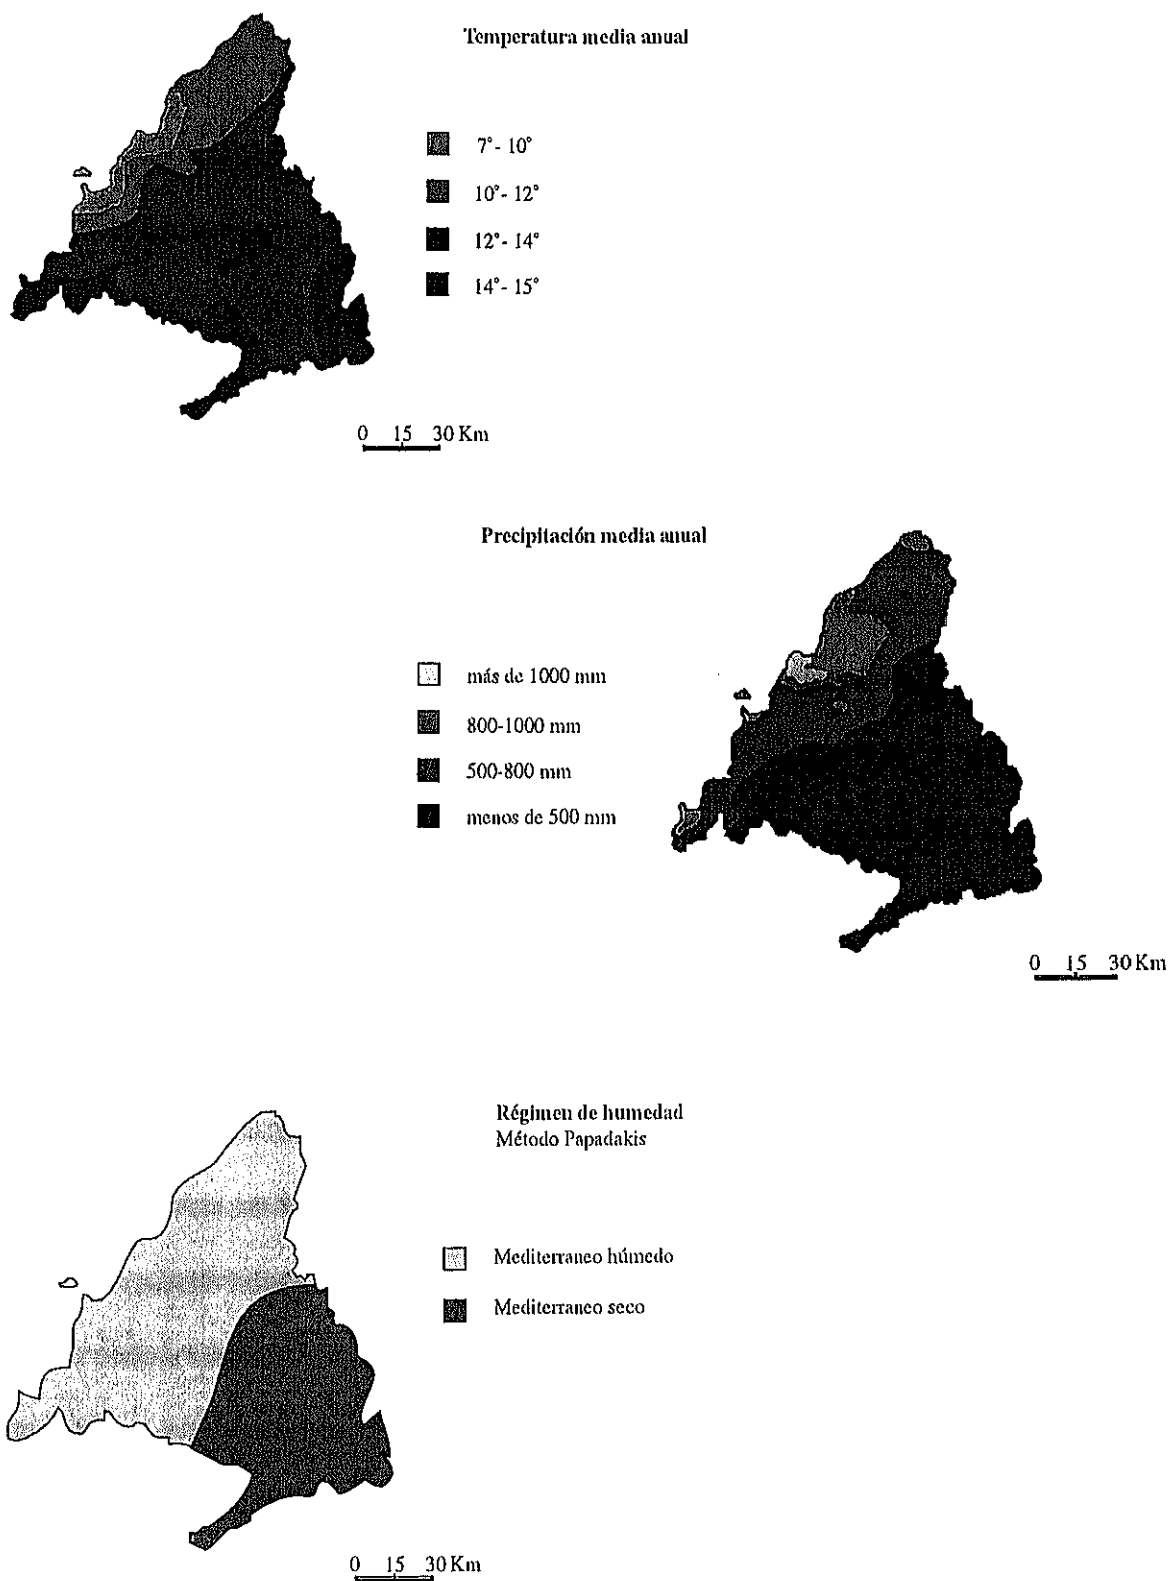 Temperatura media anual
7°- 10°
10°- 12°
12°- 14°
14°- 15°
0 15 30 Km
Precipitación media anual
más de 1000 mm
800-1000 mm
500-800 mm
menos de 500 mm
0 15 30 Km
Régimen de humedad
Método Papadakis
Mediterraneo húmedo
Mediterraneo seco
0 15 30 Km